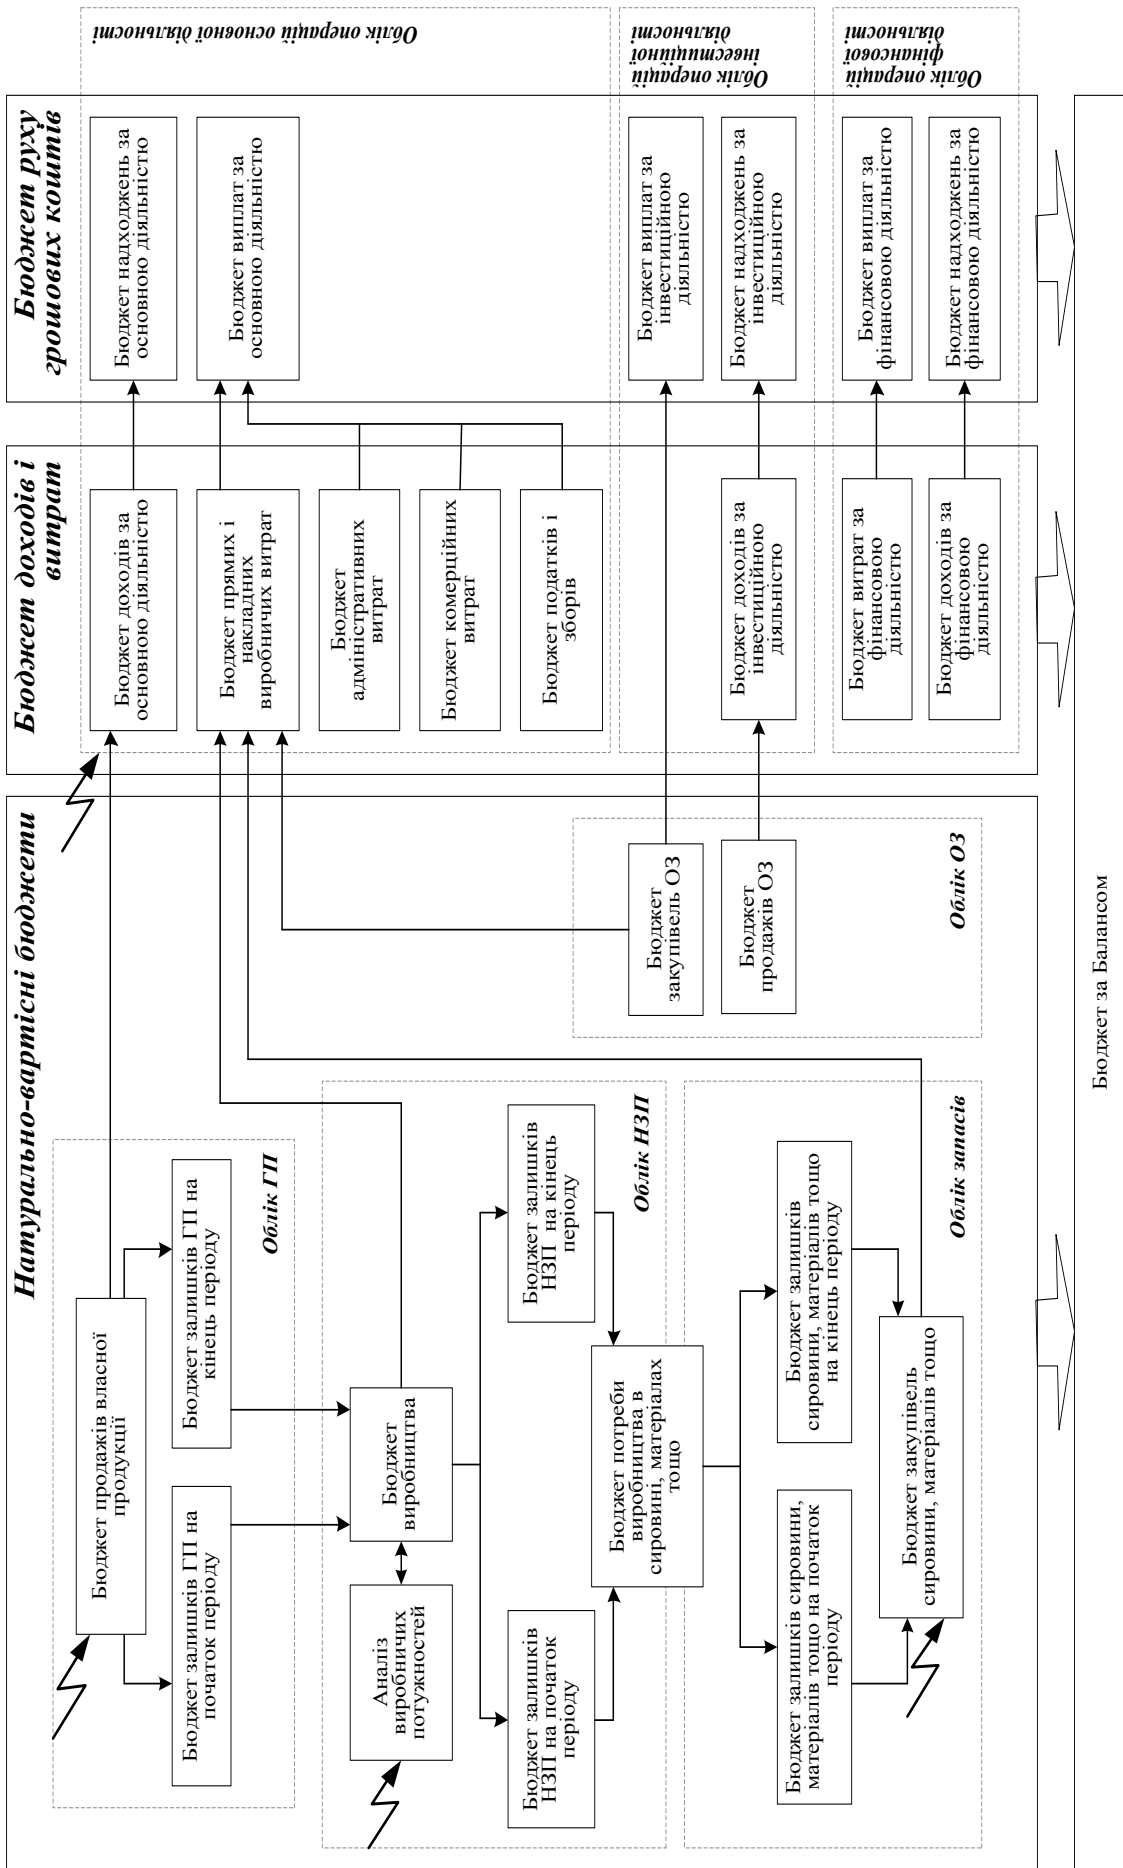 Натурально-вартісні бюджети
Бюджет продажів власної
продукції
Бюджет залишків ГП на
початок періоду
Бюджет залишків ГП на
кінець періоду
Облік ГП
Аналіз
виробничих
потужностей
Бюджет
виробництва
Бюджет залишків
НЗП на початок
періоду
Бюджет залишків
НЗП на кінець
періоду
Облік НЗП
Бюджет потреби
виробництва в
сировині, матеріалах
тощо
Бюджет залишків сировини,
матеріалів тощо на початок
періоду
Бюджет залишків
сировини, матеріалів тощо
на кінець періоду
Бюджет закупівель
сировини, матеріалів тощо
Облік запасів
Бюджет
закупівель ОЗ
Бюджет
продажів ОЗ
Облік ОЗ
Бюджет доходів і
витрат
Бюджет доходів за
основною діяльністю
Бюджет прямих і
накладних
виробничих витрат
Бюджет
адміністративних
витрат
Бюджет комерційних
витрат
Бюджет податків і
зборів
Бюджет доходів за
інвестиційною
діяльністю
Бюджет витрат за
фінансовою
діяльністю
Бюджет доходів за
фінансовою
діяльністю
Бюджет руху
грошових коштів
Бюджет надходжень за
основною діяльністю
Бюджет виплат за
основною діяльністю
Бюджет виплат за
інвестиційною
діяльністю
Бюджет надходжень за
інвестиційною
діяльністю
Бюджет виплат за
фінансовою діяльністю
Бюджет надходжень за
фінансовою діяльністю
Облік операцій основної діяльності
Облік операцій
інвестиційної
діяльності
Облік операцій
фінансової
діяльності
Бюджет за Балансом